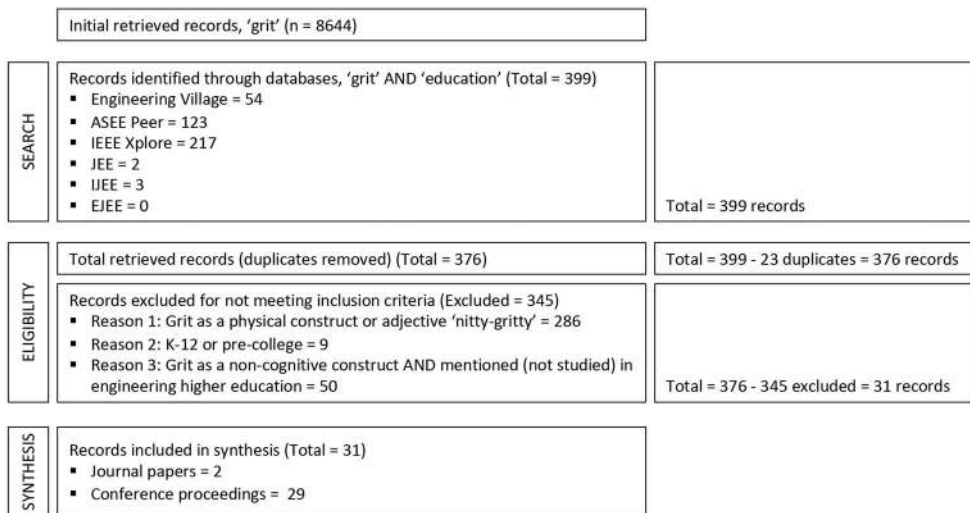 Initial retrieved records, 'grit' (n = 8644)
SEARCH
Records identified through databases, 'grit' AND 'education' (Total = 399)
▪ Engineering Village = 54
▪ ASEE Peer = 123
▪ IEEE Xplore = 217
▪ JEE = 2
▪ IJEE = 3
▪ EJEE = 0
Total = 399 records
ELIGIBILITY
Total retrieved records (duplicates removed) (Total = 376)
Total = 399 - 23 duplicates = 376 records
Records excluded for not meeting inclusion criteria (Excluded = 345)
▪ Reason 1: Grit as a physical construct or adjective 'nitty-gritty' = 286
▪ Reason 2: K-12 or pre-college = 9
▪ Reason 3: Grit as a non-cognitive construct AND mentioned (not studied) in
engineering higher education = 50
Total = 376 - 345 excluded = 31 records
SYNTHESIS
Records included in synthesis (Total = 31)
▪ Journal papers = 2
▪ Conference proceedings = 29